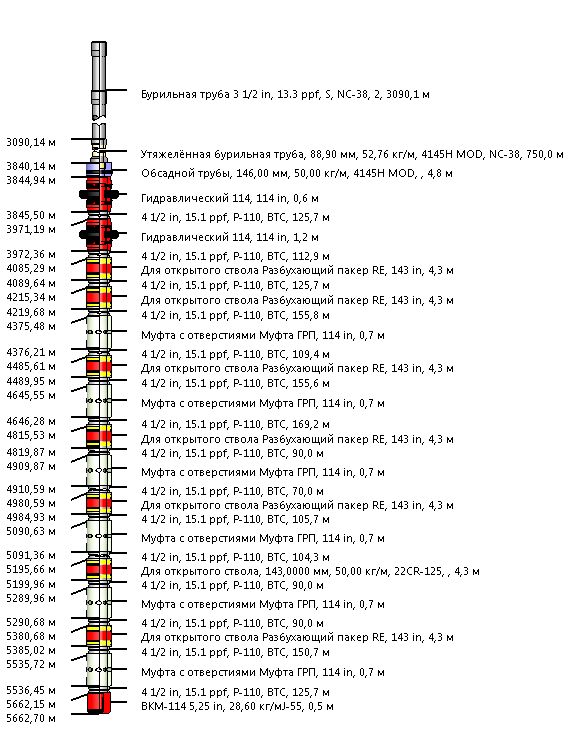 Бурильная труба 3 1/2 in, 13.3 ppf, S, NC-38, 2, 3090,1 м
3090,14 м
Утяжелённая бурильная труба, 88,90 мм, 52,76 кг/м, 4145H MOD, NC-38, 750,0 м
3840,14 м
Обсадной трубы, 146,00 мм, 50,00 кг/м, 4145H MOD, , 4,8 м
3844,94 м
Гидравлический 114, 114 in, 0,6 м
3845,50 м
4 1/2 in, 15.1 ppf, P-110, BTC, 125,7 м
3971,19 м
Гидравлический 114, 114 in, 1,2 м
3972,36 м
4 1/2 in, 15.1 ppf, P-110, BTC, 112,9 м
4085,29 м
Для открытого ствола Разбухающий пакер RE, 143 in, 4,3 м
4089,64 м
4 1/2 in, 15.1 ppf, P-110, BTC, 125,7 м
4215,34 м
Для открытого ствола Разбухающий пакер RE, 143 in, 4,3 м
4219,68 м
4 1/2 in, 15.1 ppf, P-110, BTC, 155,8 м
4375,48 м
Муфта с отверстиями Муфта ГРП, 114 in, 0,7 м
4376,21 м
4 1/2 in, 15.1 ppf, P-110, BTC, 109,4 м
4485,61 м
Для открытого ствола Разбухающий пакер RE, 143 in, 4,3 м
4489,95 м
4 1/2 in, 15.1 ppf, P-110, BTC, 155,6 м
4645,55 м
Муфта с отверстиями Муфта ГРП, 114 in, 0,7 м
4646,28 м
4 1/2 in, 15.1 ppf, P-110, BTC, 169,2 м
4815,53 м
Для открытого ствола Разбухающий пакер RE, 143 in, 4,3 м
4819,87 м
4 1/2 in, 15.1 ppf, P-110, BTC, 90,0 м
4909,87 м
Муфта с отверстиями Муфта ГРП, 114 in, 0,7 м
4910,59 м
4 1/2 in, 15.1 ppf, P-110, BTC, 70,0 м
4980,59 м
Для открытого ствола Разбухающий пакер RE, 143 in, 4,3 м
4984,93 м
4 1/2 in, 15.1 ppf, P-110, BTC, 105,7 м
5090,63 м
Муфта с отверстиями Муфта ГРП, 114 in, 0,7 м
5091,36 м
4 1/2 in, 15.1 ppf, P-110, BTC, 104,3 м
5195,66 м
Для открытого ствола, 143,0000 мм, 50,00 кг/м, 22CR-125, , 4,3 м
5199,96 м
4 1/2 in, 15.1 ppf, P-110, BTC, 90,0 м
5289,96 м
Муфта с отверстиями Муфта ГРП, 114 in, 0,7 м
5290,68 м
4 1/2 in, 15.1 ppf, P-110, BTC, 90,0 м
5380,68 м
Для открытого ствола Разбухающий пакер RE, 143 in, 4,3 м
5385,02 м
4 1/2 in, 15.1 ppf, P-110, BTC, 150,7 м
5535,72 м
Муфта с отверстиями Муфта ГРП, 114 in, 0,7 м
5536,45 м
4 1/2 in, 15.1 ppf, P-110, BTC, 125,7 м
5662,15 м
ВКМ-114 5,25 in, 28,60 кг/мJ-55, 0,5 м
5662,70 м